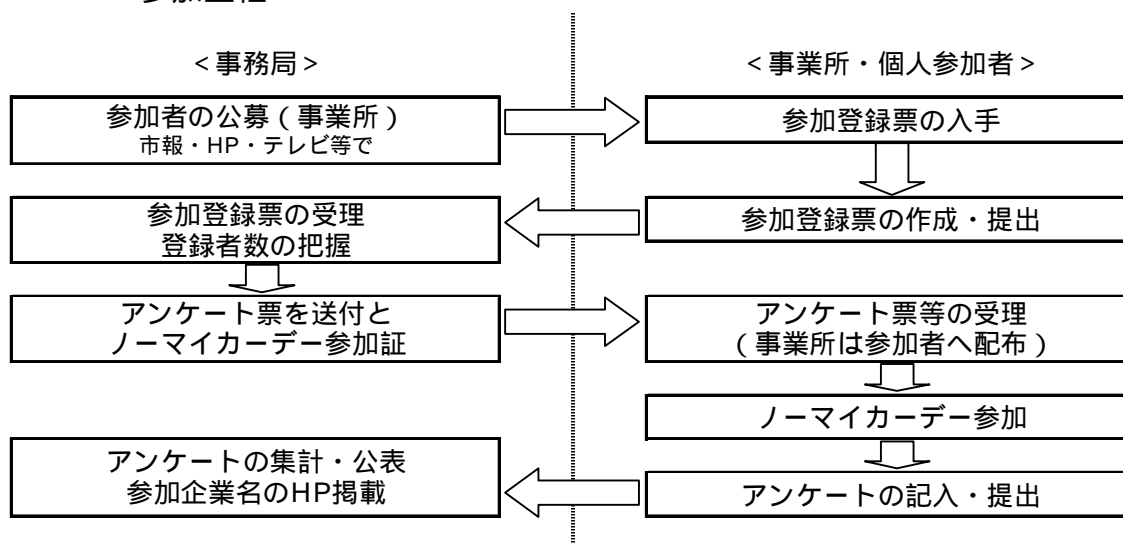 <事務局>
<事業所・個人参加者>
参加者の公募（事業所）
市報・HP・テレビ等で
参加登録票の入手
参加登録票の受理
登録者数の把握
参加登録票の作成・提出
アンケート票を送付と
ノーマイカーデー参加証
アンケート票等の受理
（事業所は参加者へ配布）
ノーマイカーデー参加
アンケートの集計・公表
参加企業名のHP掲載
アンケートの記入・提出